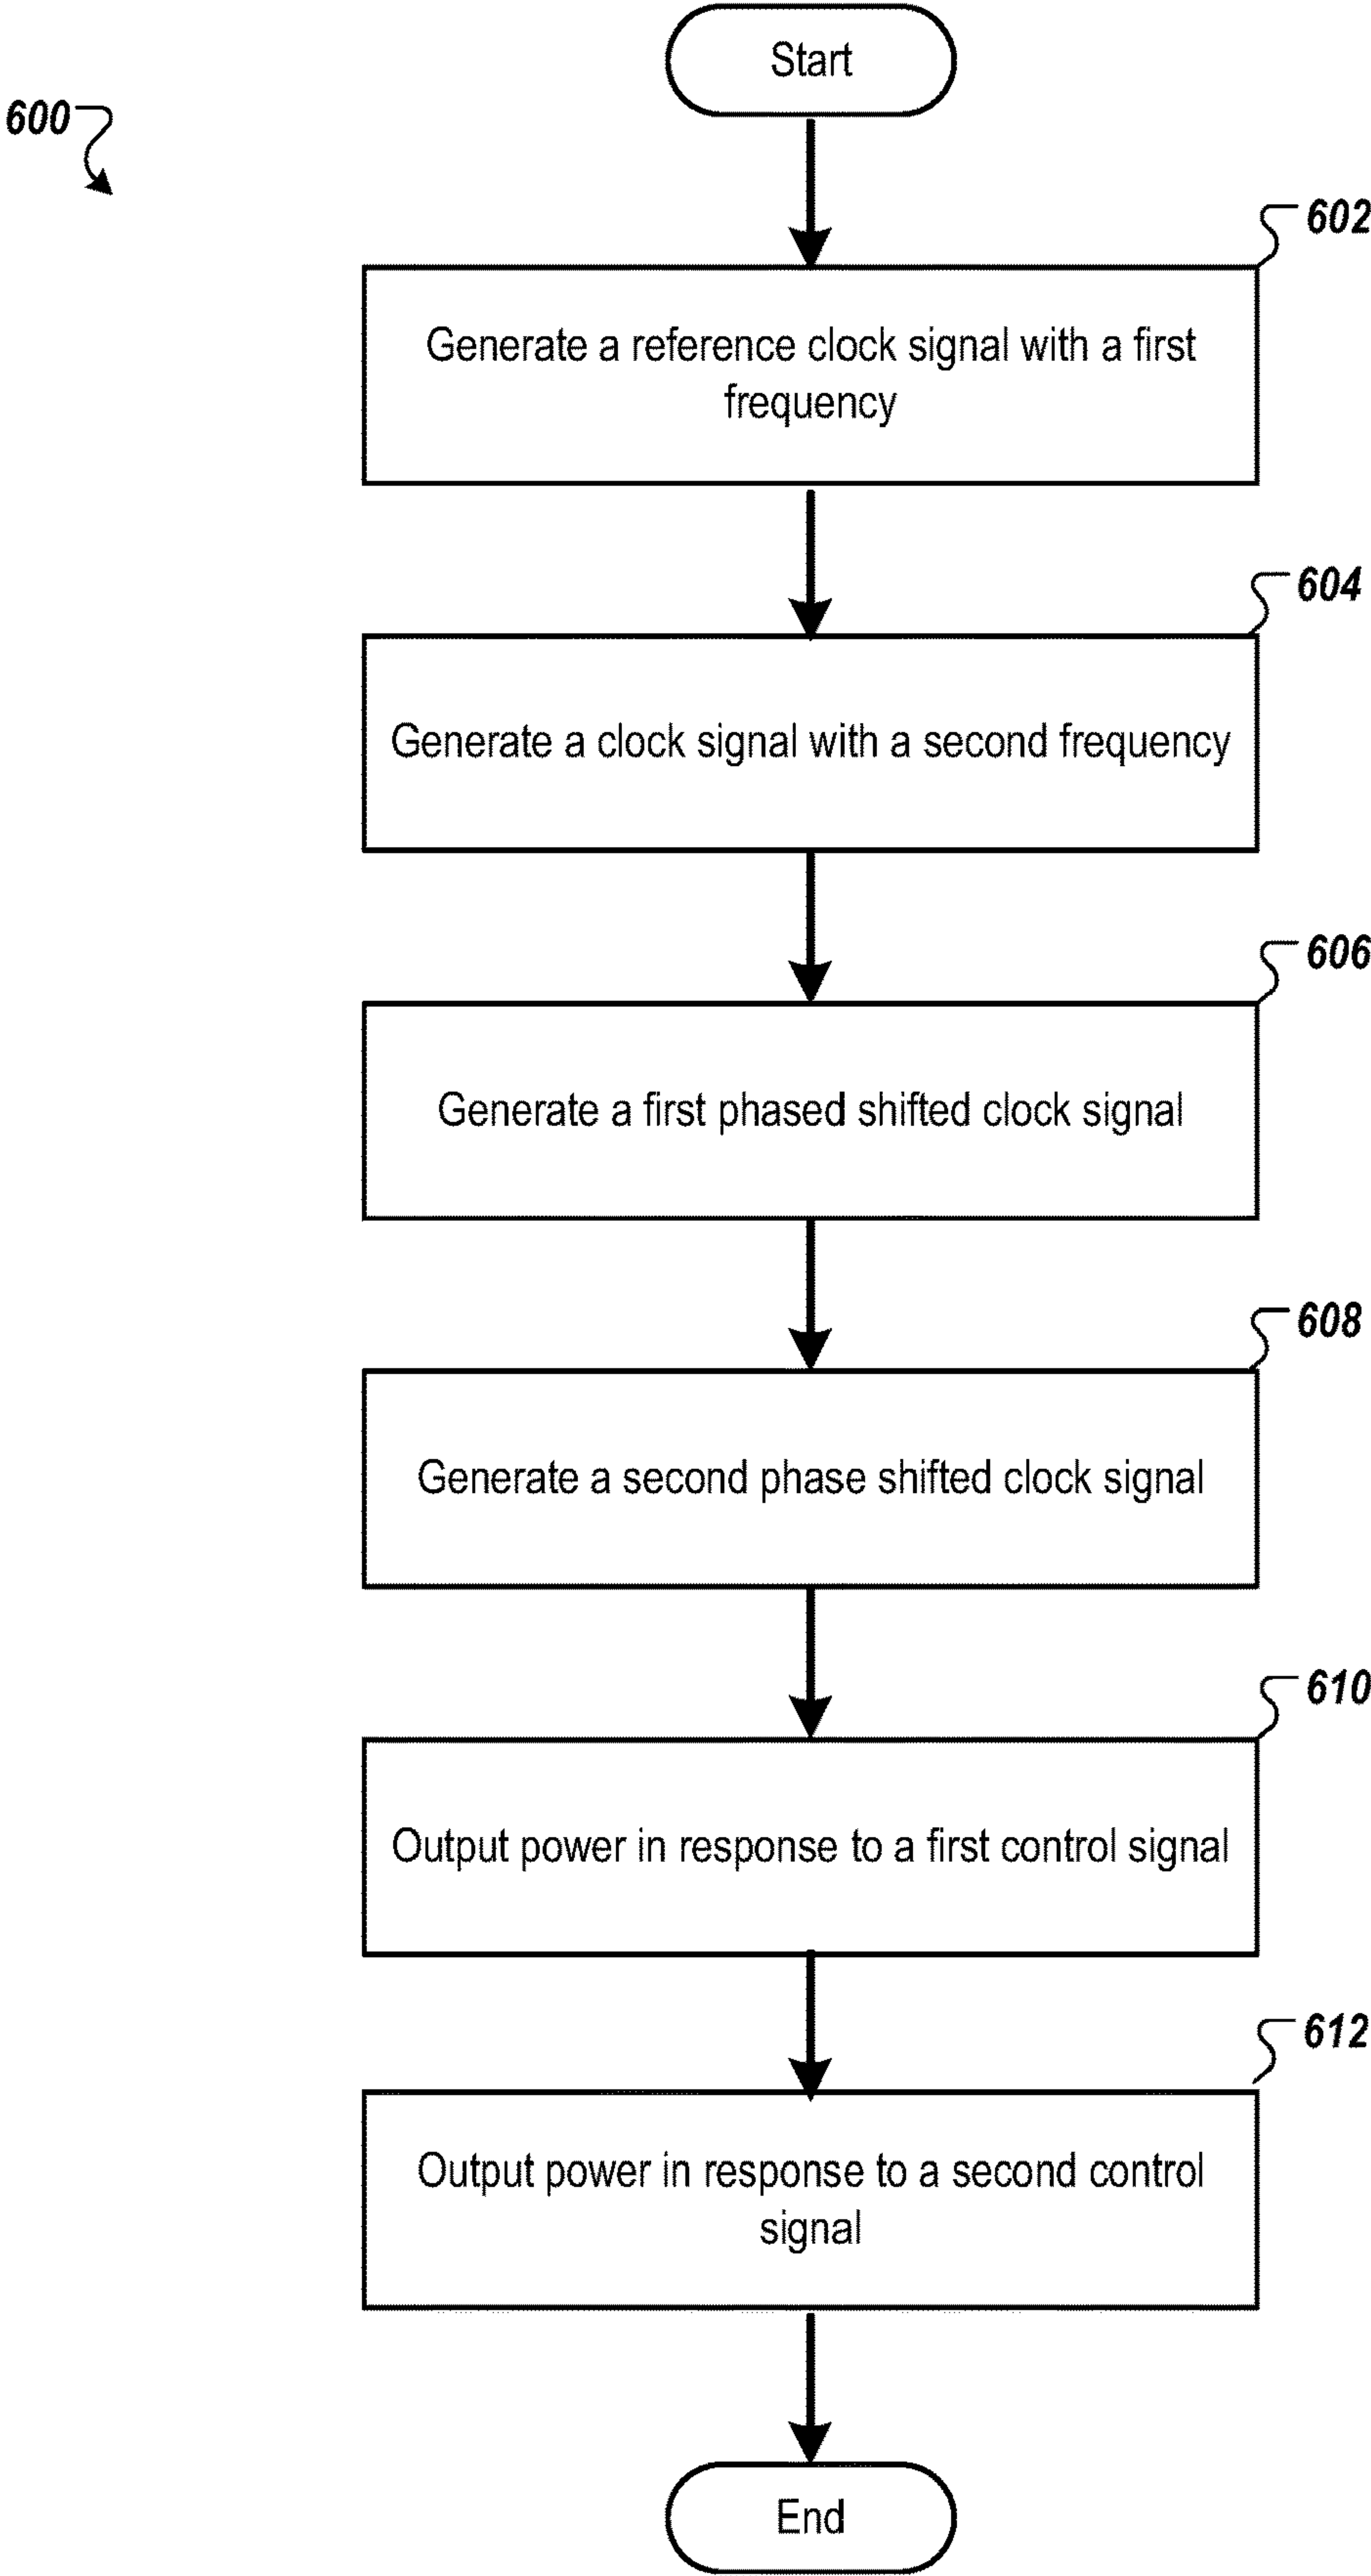 Start
600
602
Generate a reference clock signal with a first
frequency
604
Generate a clock signal with a second frequency
606
Generate a first phased shifted clock signal
608
Generate a second phase shifted clock signal
610
Output power in response to a first control signal
612
Output power in response to a second control
signal
End